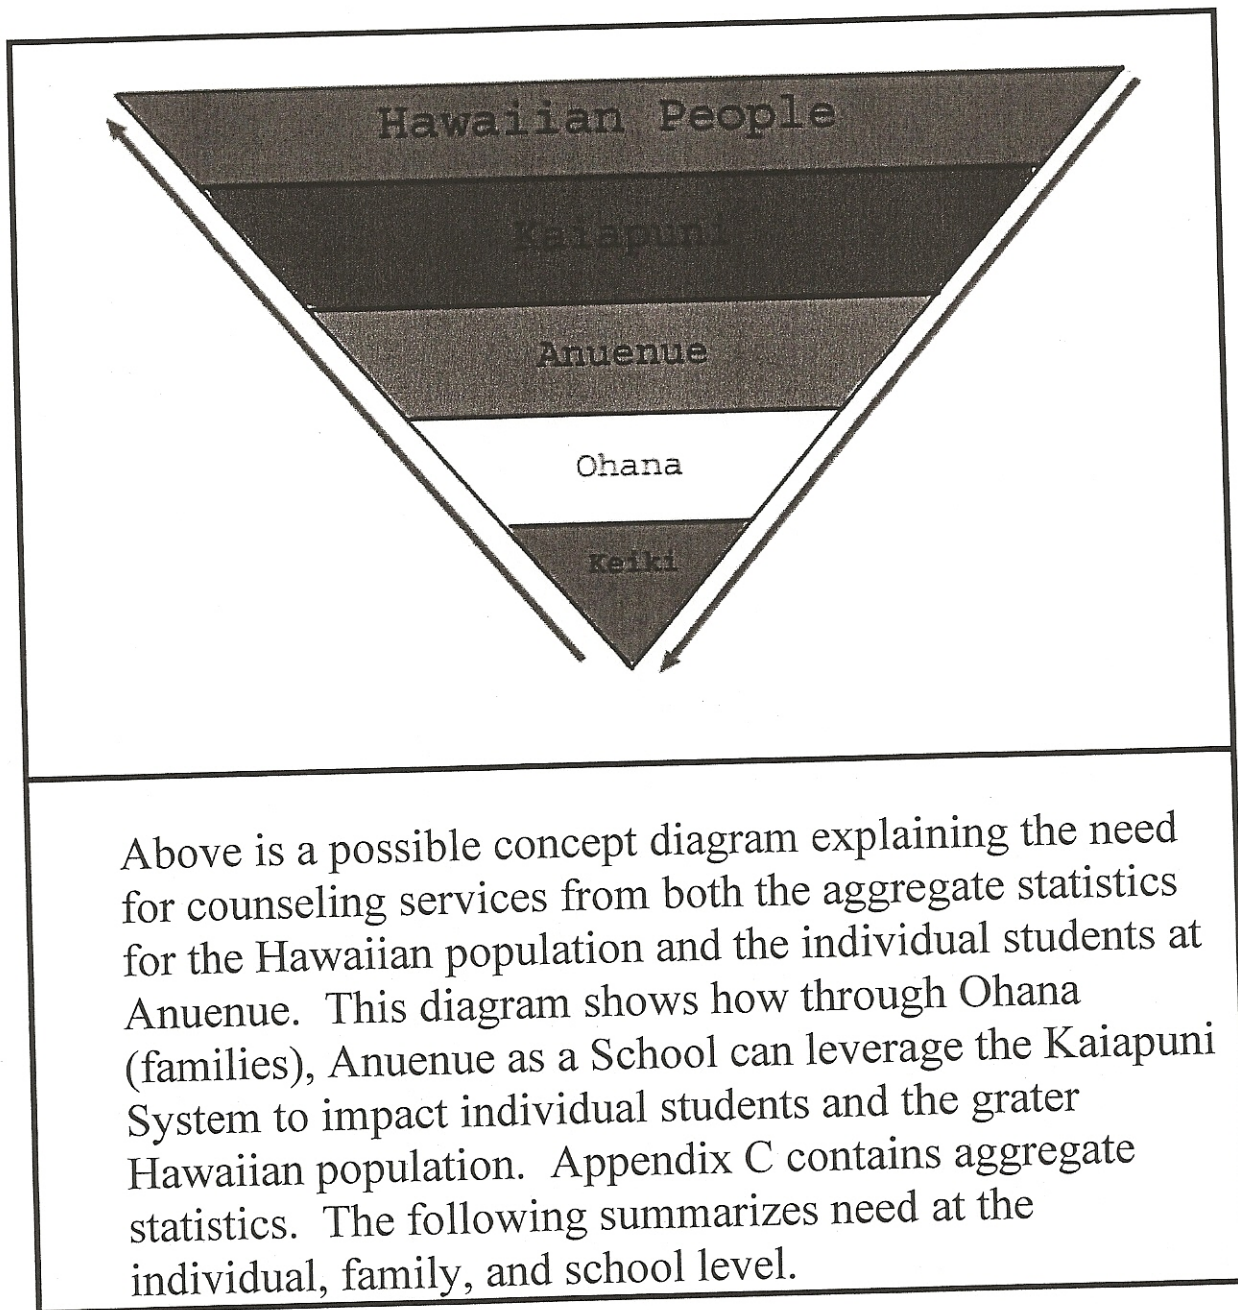 Hawaiian People
Kaiapuni
Anuenue
Ohana
Keiki
Above is a possible concept diagram explaining the need
for counseling services from both the aggregate statistics
for the Hawaiian population and the individual students at
Anuenue.  This diagram shows how through Ohana
(families), Anuenue as a School can leverage the Kaiapuni
System to impact individual students and the grater
Hawaiian population.  Appendix C contains aggregate
statistics.  The following summarizes need at the
individual, family, and school level.